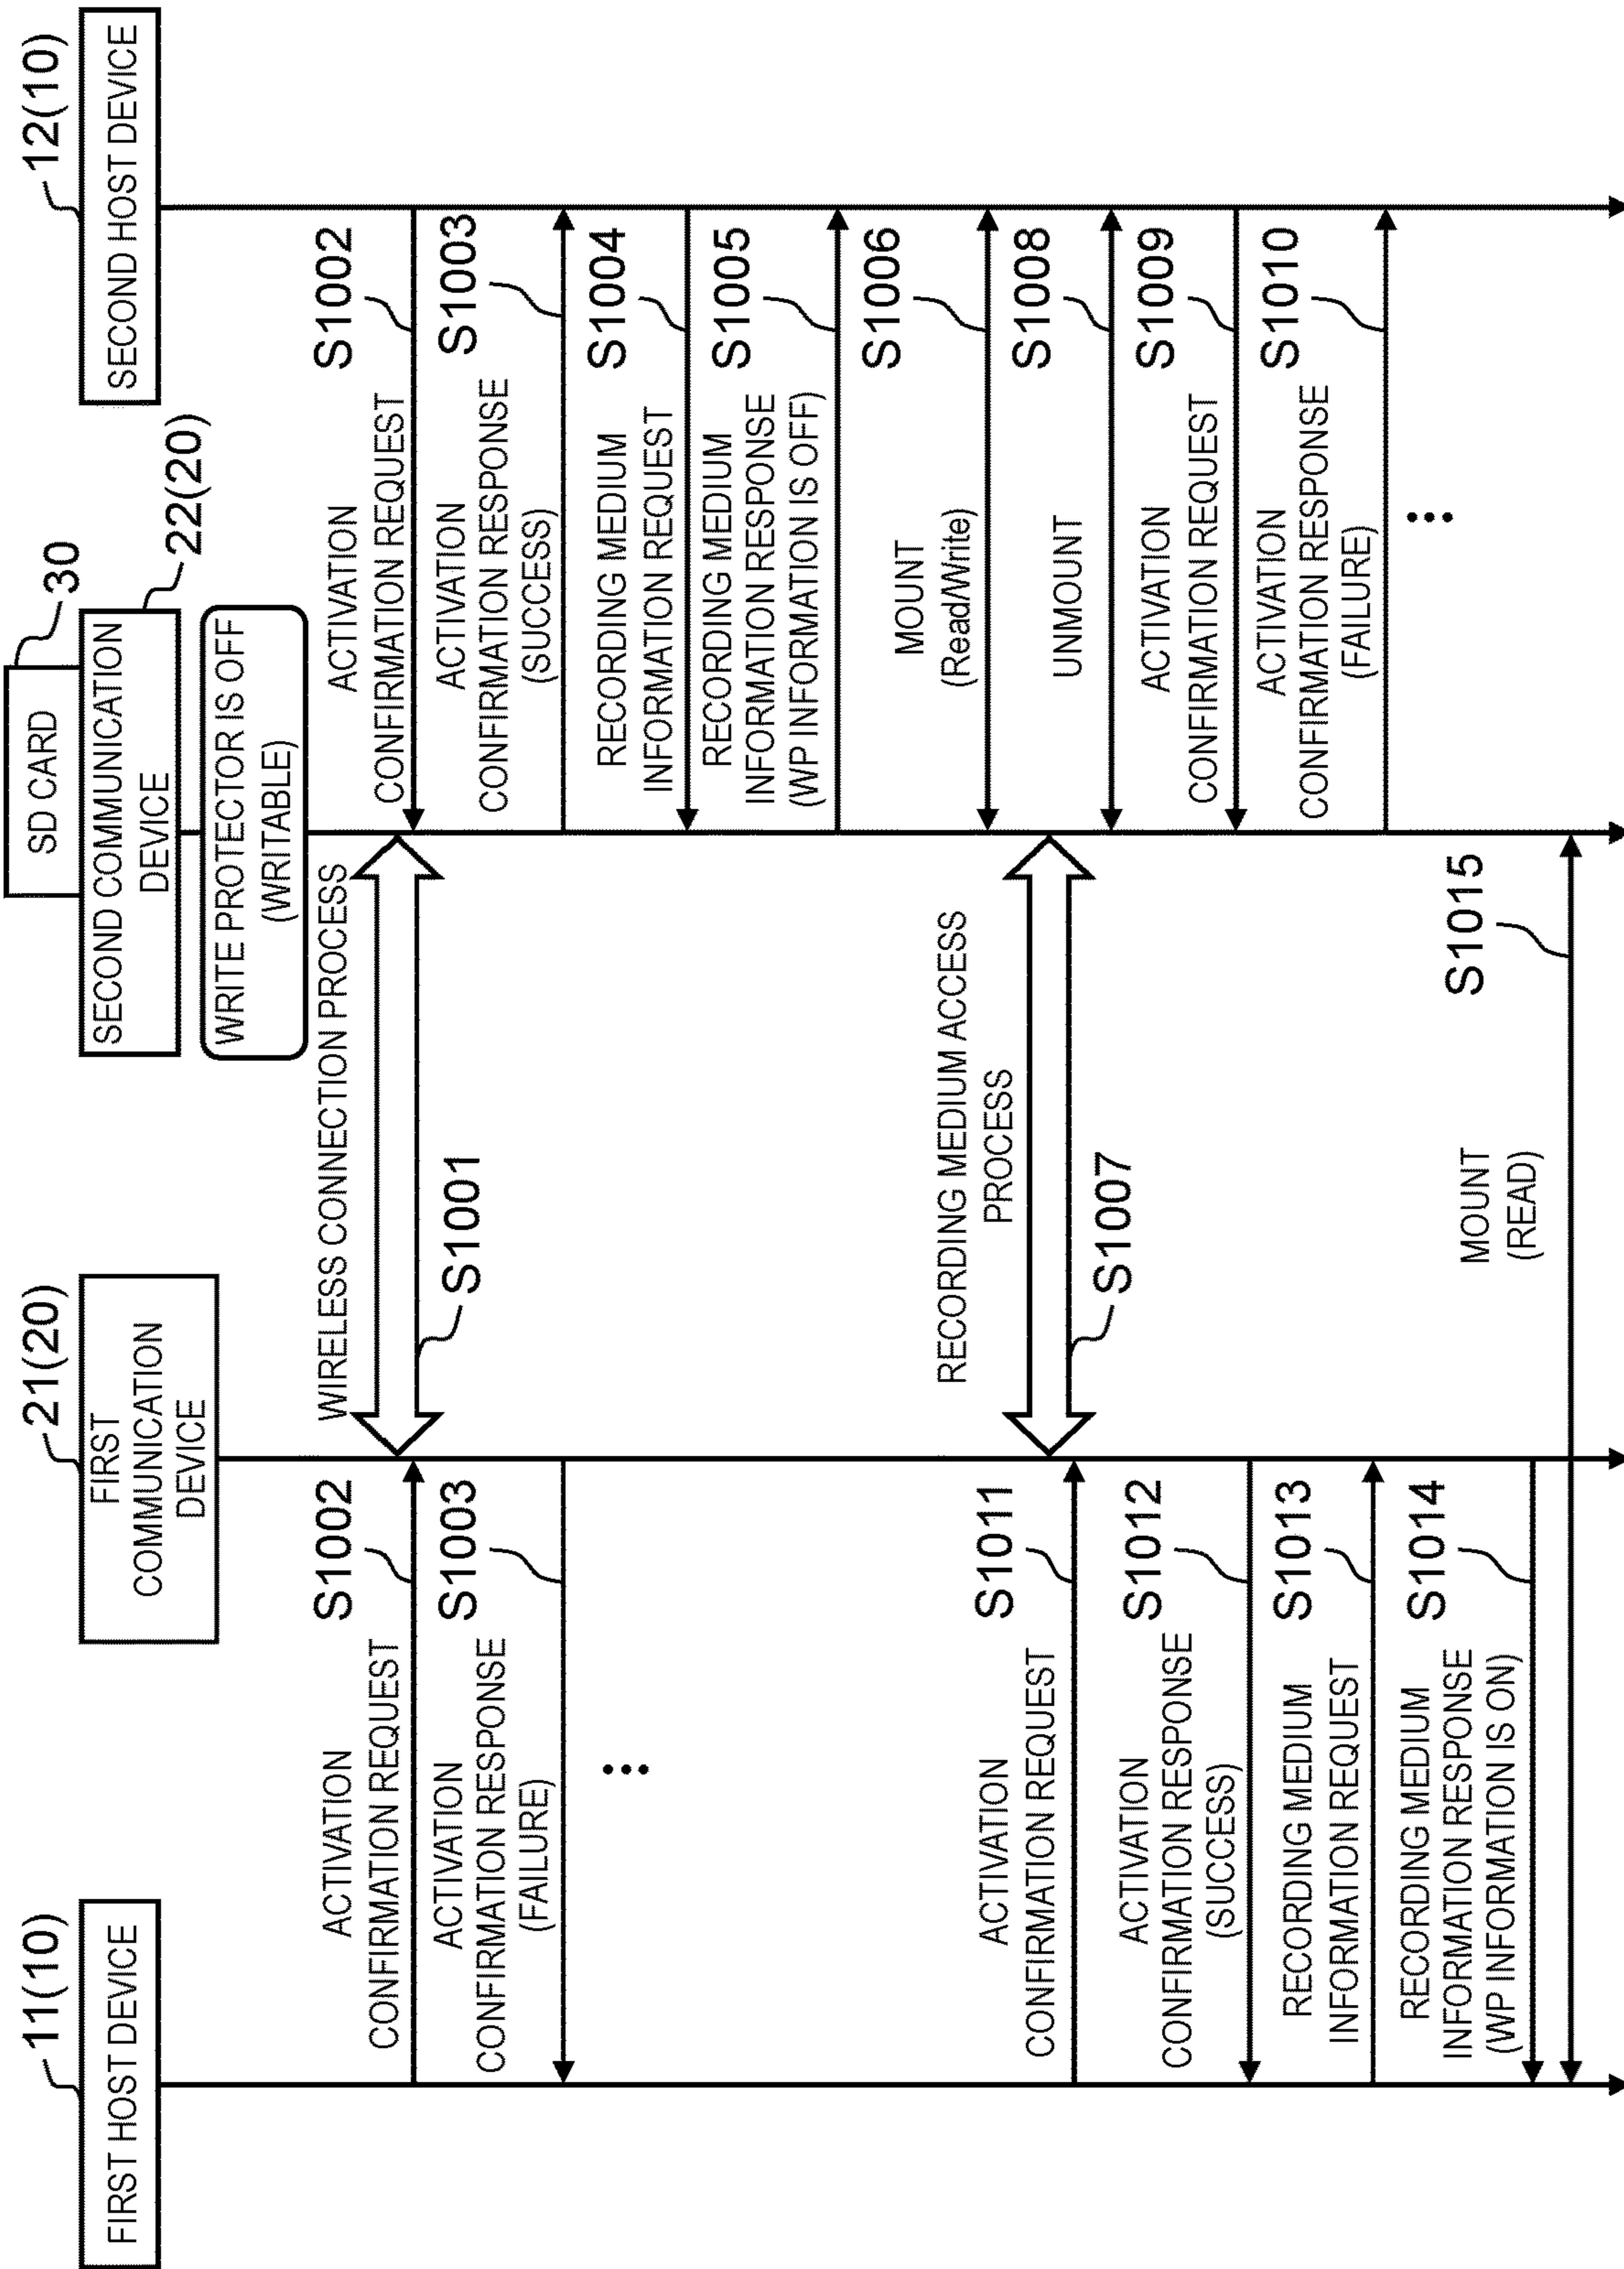 11(10)
FIRST HOST DEVICE
21(20)
FIRST
COMMUNICATION
DEVICE
30
SD CARD
22(20)
SECOND COMMUNICATION
DEVICE
WRITE PROTECTOR IS OFF
(WRITABLE)
12(10)
SECOND HOST DEVICE
WIRELESS CONNECTION PROCESS
S1001
ACTIVATION
CONFIRMATION REQUEST
S1002
ACTIVATION
CONFIRMATION RESPONSE
(FAILURE)
S1003
ACTIVATION
CONFIRMATION REQUEST
S1002
ACTIVATION
CONFIRMATION RESPONSE
(SUCCESS)
S1003
RECORDING MEDIUM
INFORMATION REQUEST
S1004
RECORDING MEDIUM
INFORMATION RESPONSE
(WP INFORMATION IS OFF)
S1005
MOUNT
(Read/Write)
S1006
RECORDING MEDIUM ACCESS
PROCESS
S1007
UNMOUNT
S1008
ACTIVATION
CONFIRMATION REQUEST
S1009
ACTIVATION
CONFIRMATION RESPONSE
(FAILURE)
S1010
ACTIVATION
CONFIRMATION REQUEST
S1011
ACTIVATION
CONFIRMATION RESPONSE
(SUCCESS)
S1012
RECORDING MEDIUM
INFORMATION REQUEST
S1013
RECORDING MEDIUM
INFORMATION RESPONSE
(WP INFORMATION IS ON)
S1014
MOUNT
(READ)
S1015